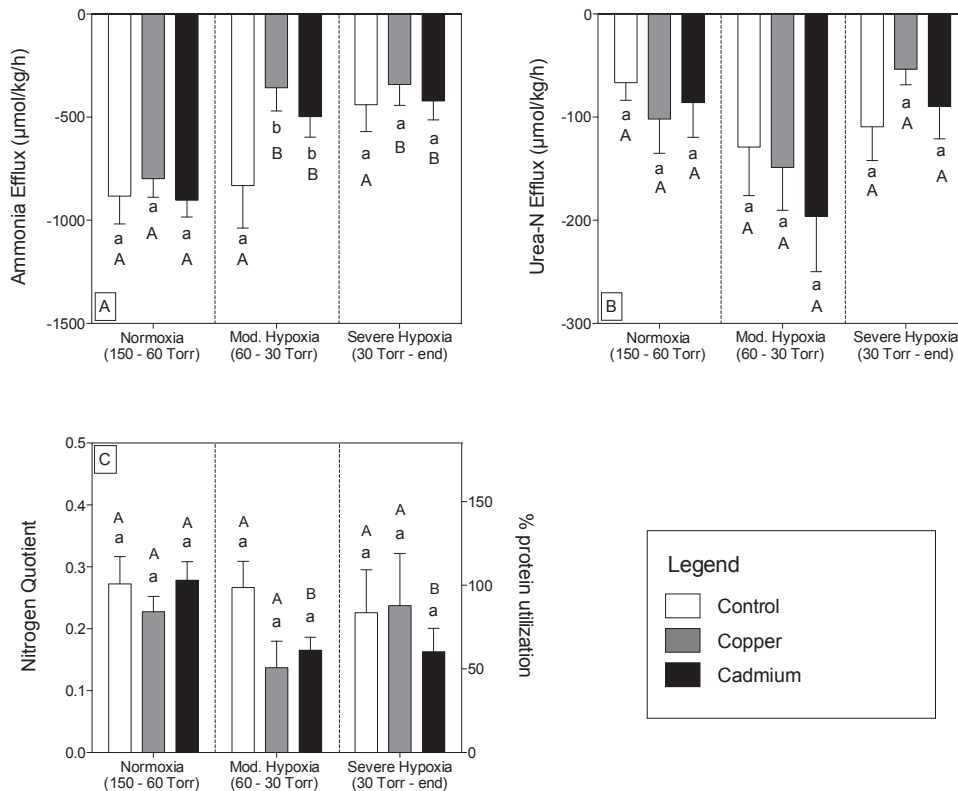 Ammonia Efflux (µmol/kg/h)
0
-500
-1000
-1500
a a a
A A A
a b b
A B B
a a a
A B B
A
Normoxia
(150 - 60 Torr)
Mod. Hypoxia
(60 - 30 Torr)
Severe Hypoxia
(30 Torr - end)
Urea-N Efflux (µmol/kg/h)
0
-100
-200
-300
a a a
A A A
a a a
A A A
a a a
A A A
B
Normoxia
(150 - 60 Torr)
Mod. Hypoxia
(60 - 30 Torr)
Severe Hypoxia
(30 Torr - end)
Nitrogen Quotient
0.5
0.4
0.3
0.2
0.1
0.0
C
A A A
a a a
A A B
a a a
A A B
a a a
% protein utilization
150
100
50
0
Normoxia
(150 - 60 Torr)
Mod. Hypoxia
(60 - 30 Torr)
Severe Hypoxia
(30 Torr - end)
Legend
Control
Copper
Cadmium